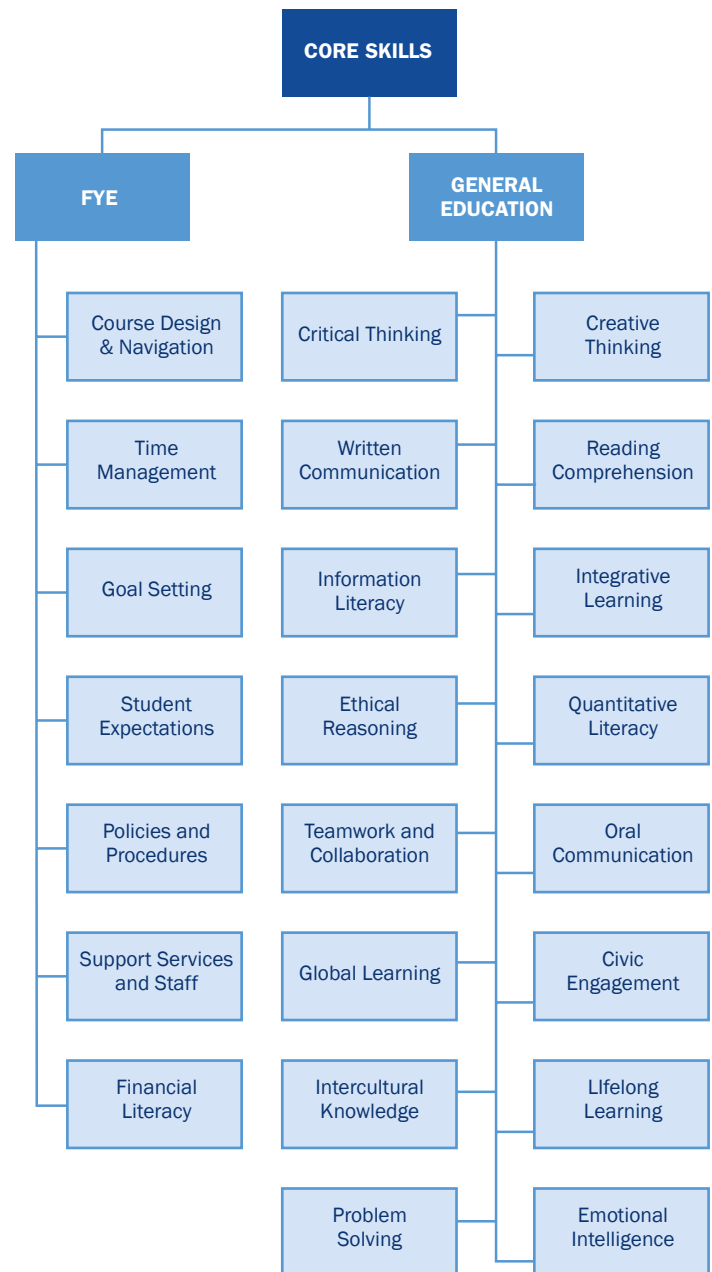 CORE SKILLS
FYE
GENERAL
EDUCATION
Course Design
& Navigation
Critical Thinking
Creative
Thinking
Time
Management
Written
Communication
Reading
Comprehension
Goal Setting
Information
Literacy
Integrative
Learning
Student
Expectations
Ethical
Reasoning
Quantitative
Literacy
Policies and
Procedures
Teamwork and
Collaboration
Oral
Communication
Support Services
and Staff
Global Learning
Civic
Engagement
Financial
Literacy
Intercultural
Knowledge
LIfelong
Learning
Problem
Solving
Emotional
Intelligence